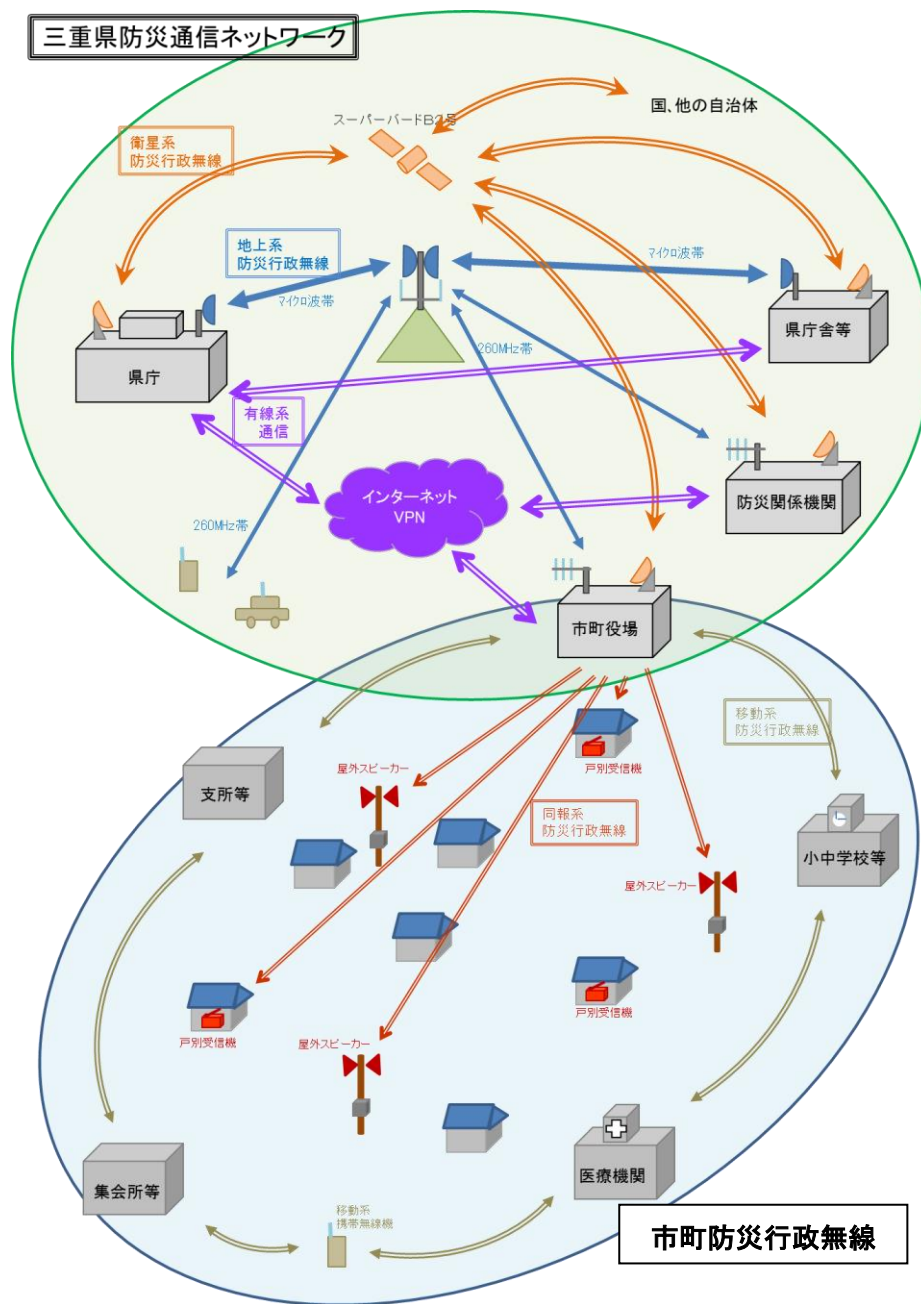 三重県防災通信ネットワーク
国、他の自治体
スーパーバードB2号
衛星系
防災行政無線
地上系
防災行政無線
マイクロ波帯
マイクロ波帯
県庁舎等
260MHz帯
県庁
有線系
通信
インターネット
VPN
防災関係機関
260MHz帯
市町役場
移動系
防災行政無線
戸別受信機
屋外スピーカー
支所等
同報系
防災行政無線
小中学校等
屋外スピーカー
戸別受信機
戸別受信機
屋外スピーカー
集会所等
医療機関
移動系
携帯無線機
市町防災行政無線